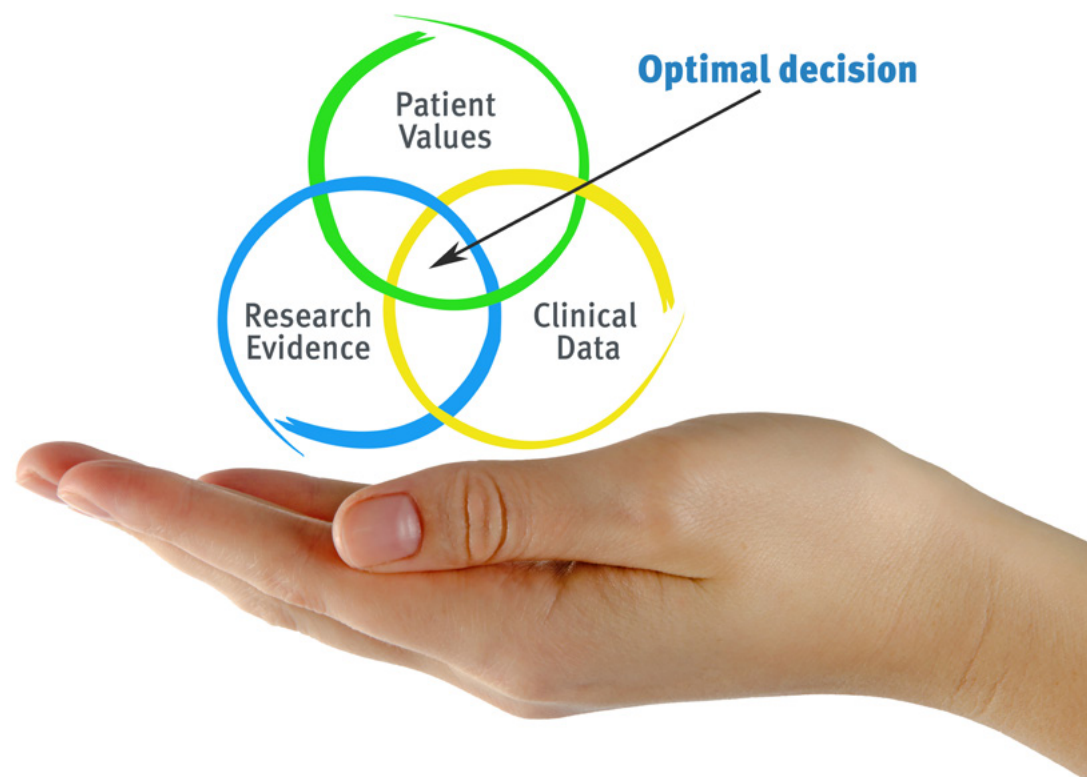 Optimal decision
Patient
Values
Research
Evidence
Clinical
Data